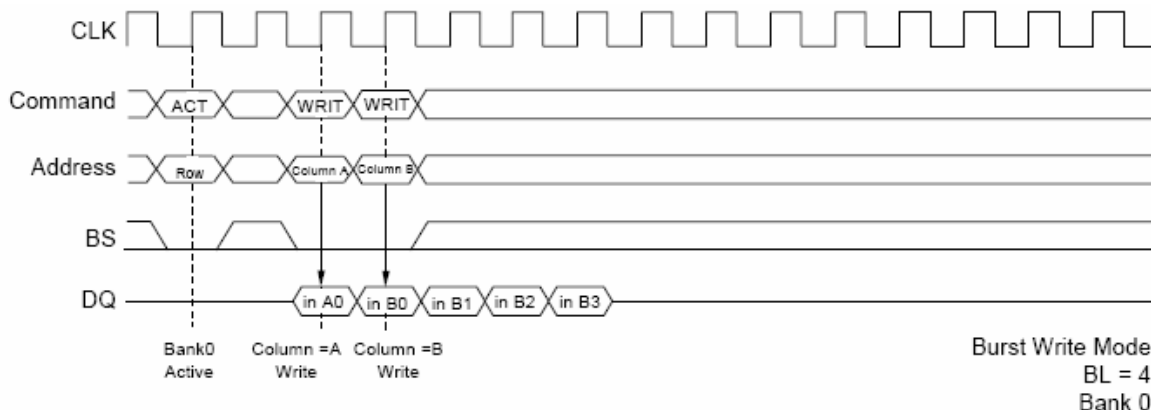 CLK
Command
ACT
WRIT
WRIT
Address
Row
Column A
Column B
BS
DQ
in A0
in B0
in B1
in B2
in B3
Bank0
Active
Column =A
Write
Column =B
Write
Burst Write Mode
BL = 4
Bank 0